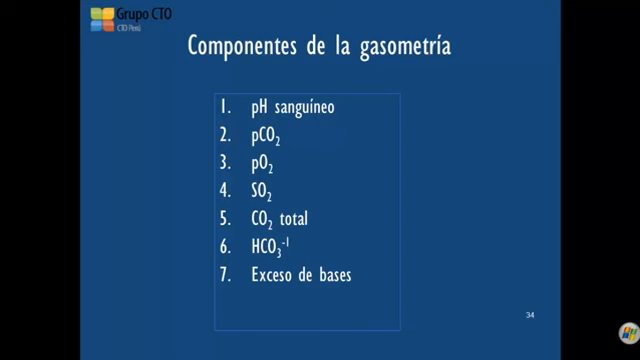 Grupo CTO
CTO Perú
Componentes de la gasometría
1. pH sanguíneo
2. pCO₂
3. pO₂
4. SO₂
5. CO₂ total
6. HCO₃⁻¹
7. Exceso de bases
34